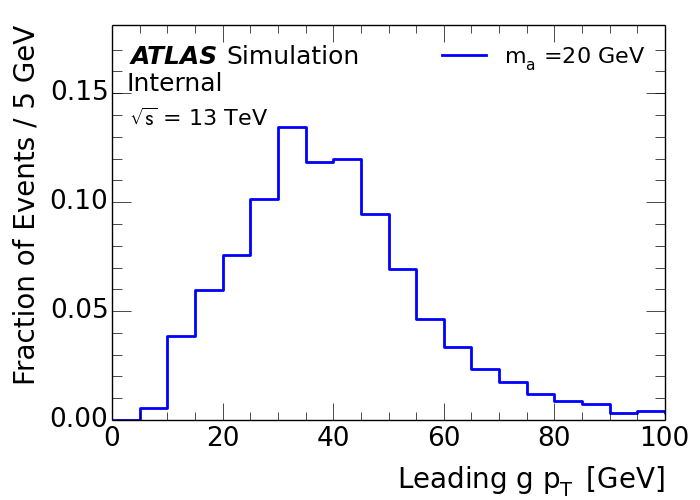 ATLAS Simulation
Internal
√s = 13 TeV
mₐ =20 GeV
Fraction of Events / 5 GeV
0.15
0.10
0.05
0.00
0 20 40 60 80 100
Leading g p_T [GeV]